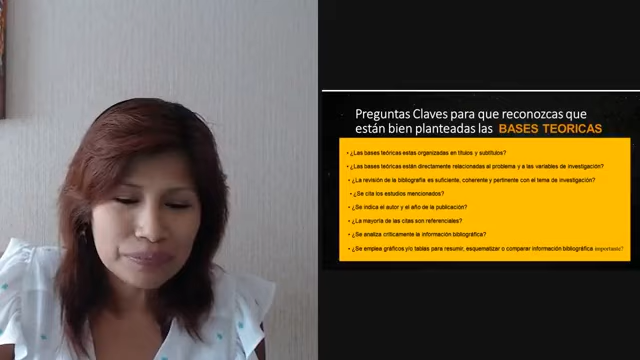 Preguntas Claves para que reconozcas que
están bien planteadas las BASES TEORICAS
• ¿Las bases teóricas estas organizadas en títulos y subtítulos?
• ¿Las bases teóricas están directamente relacionadas al problema y a las variables de investigación?
• ¿La revisión de la bibliografía es suficiente, coherente y pertinente con el tema de investigación?
• ¿Se cita los estudios mencionados?
• ¿Se indica el autor y el año de la publicación?
• ¿La mayoría de las citas son referenciales?
• ¿Se analiza críticamente la información bibliográfica?
• ¿Se emplea gráficos y/o tablas para resumir, esquematizar o comparar información bibliográfica importante?